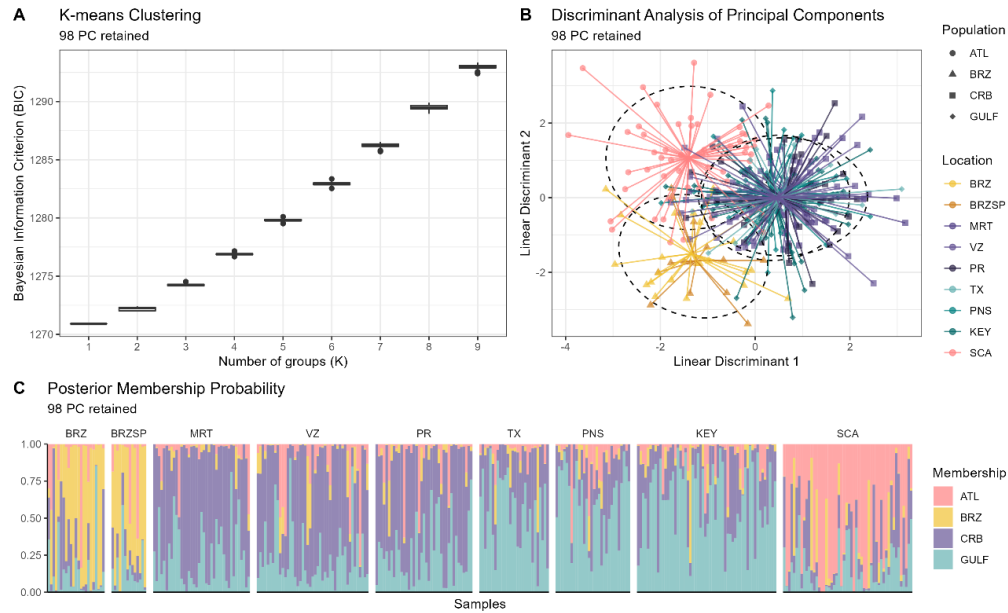 A K-means Clustering
98 PC retained
Bayesian Information Criterion (BIC)
1290
1285
1280
1275
1270
1 2 3 4 5 6 7 8 9
Number of groups (K)
B Discriminant Analysis of Principal Components
98 PC retained
Linear Discriminant 2
2
0
-2
-4 -2 0 2
Linear Discriminant 1
Population
ATL
BRZ
CRB
GULF
Location
BRZ
BRZSP
MRT
VZ
PR
TX
PNS
KEY
SCA
C Posterior Membership Probability
98 PC retained
BRZ BRZSP MRT VZ PR TX PNS KEY SCA
1.00
0.75
0.50
0.25
0.00
Samples
Membership
ATL
BRZ
CRB
GULF